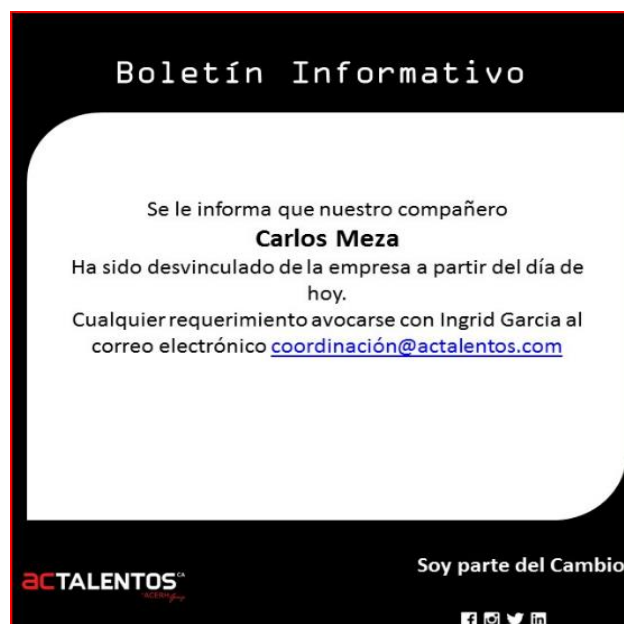 Boletín Informativo
Se le informa que nuestro compañero
Carlos Meza
Ha sido desvinculado de la empresa a partir del día de
hoy.
Cualquier requerimiento avocarse con Ingrid Garcia al
correo electrónico coordinación@actalentos.com
Soy parte del Cambio
acTALENTOS CA